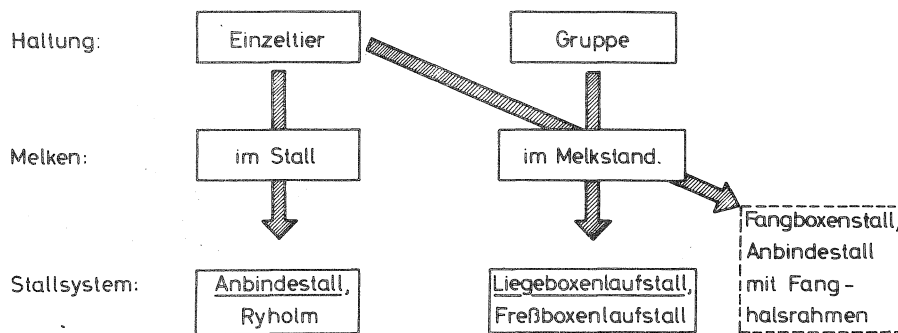 Haltung: Einzeltier Gruppe
Melken: im Stall im Melkstand.
Stallsystem: Anbindestall, Liegeboxenlaufstall,
Ryholm Freßboxenlaufstall
Fangboxenstall,
Anbindestall
mit Fang-
halsrahmen